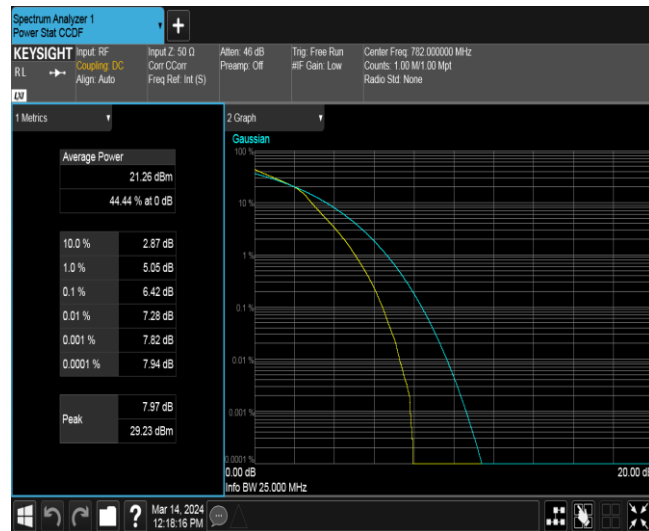 Spectrum Analyzer 1
Power Stat CCDF
KEYSIGHT
RL
LXI
Input: RF
Coupling: DC
Align: Auto
Input Z: 50 Ω
Corr CCorr
Freq Ref: Int (S)
Atten: 46 dB
Preamp: Off
Trig: Free Run
#IF Gain: Low
Center Freq: 782.000000 MHz
Counts: 1.00 M/1.00 Mpt
Radio Std: None
1 Metrics
Average Power
21.26 dBm
44.44 % at 0 dB
10.0 % 2.87 dB
1.0 % 5.05 dB
0.1 % 6.42 dB
0.01 % 7.28 dB
0.001 % 7.82 dB
0.0001 % 7.94 dB
Peak
7.97 dB
29.23 dBm
2 Graph
Gaussian
100 %
10 %
1 %
0.1 %
0.01 %
0.001 %
0.0001 %
0.00 dB
20.00 dB
Info BW 25.000 MHz
?
Mar 14, 2024
12:18:16 PM